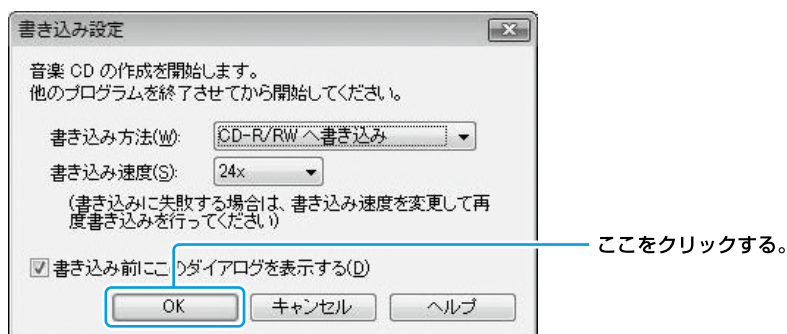 書き込み設定
音楽 CD の作成を開始します。
他のプログラムを終了させてから開始してください。
書き込み方法(W): CD-R/RW へ書き込み
書き込み速度(S): 24x
(書き込みに失敗する場合は、書き込み速度を変更して再
度書き込みを行ってください)
ここをクリックする。
書き込み前にこのダイアログを表示する(D)
OK キャンセル ヘルプ